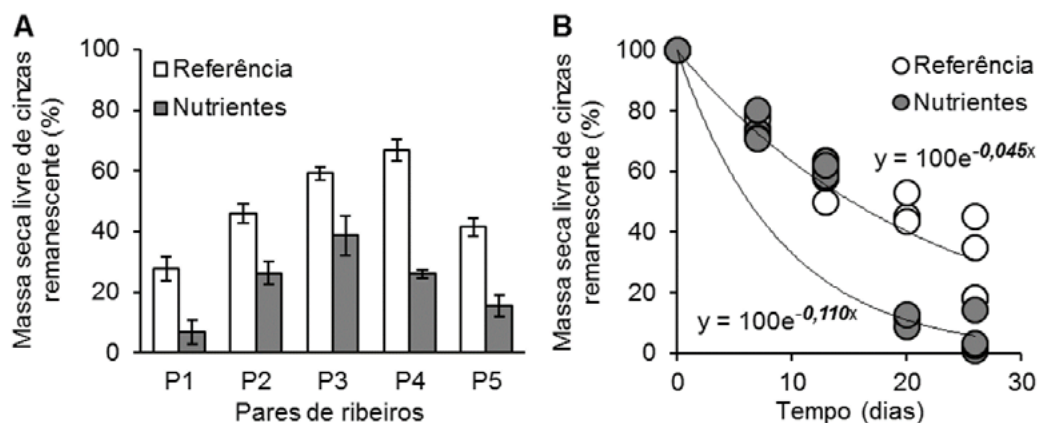 A
Massa seca livre de cinzas
remanescente (%)
100
80
60
40
20
0
Referência
Nutrientes
P1 P2 P3 P4 P5
Pares de ribeiros
B
Massa seca livre de cinzas
remanescente (%)
100
80
60
40
20
0
Referência
Nutrientes
y = 100e-0,045x
y = 100e-0,110x
0 10 20 30
Tempo (dias)